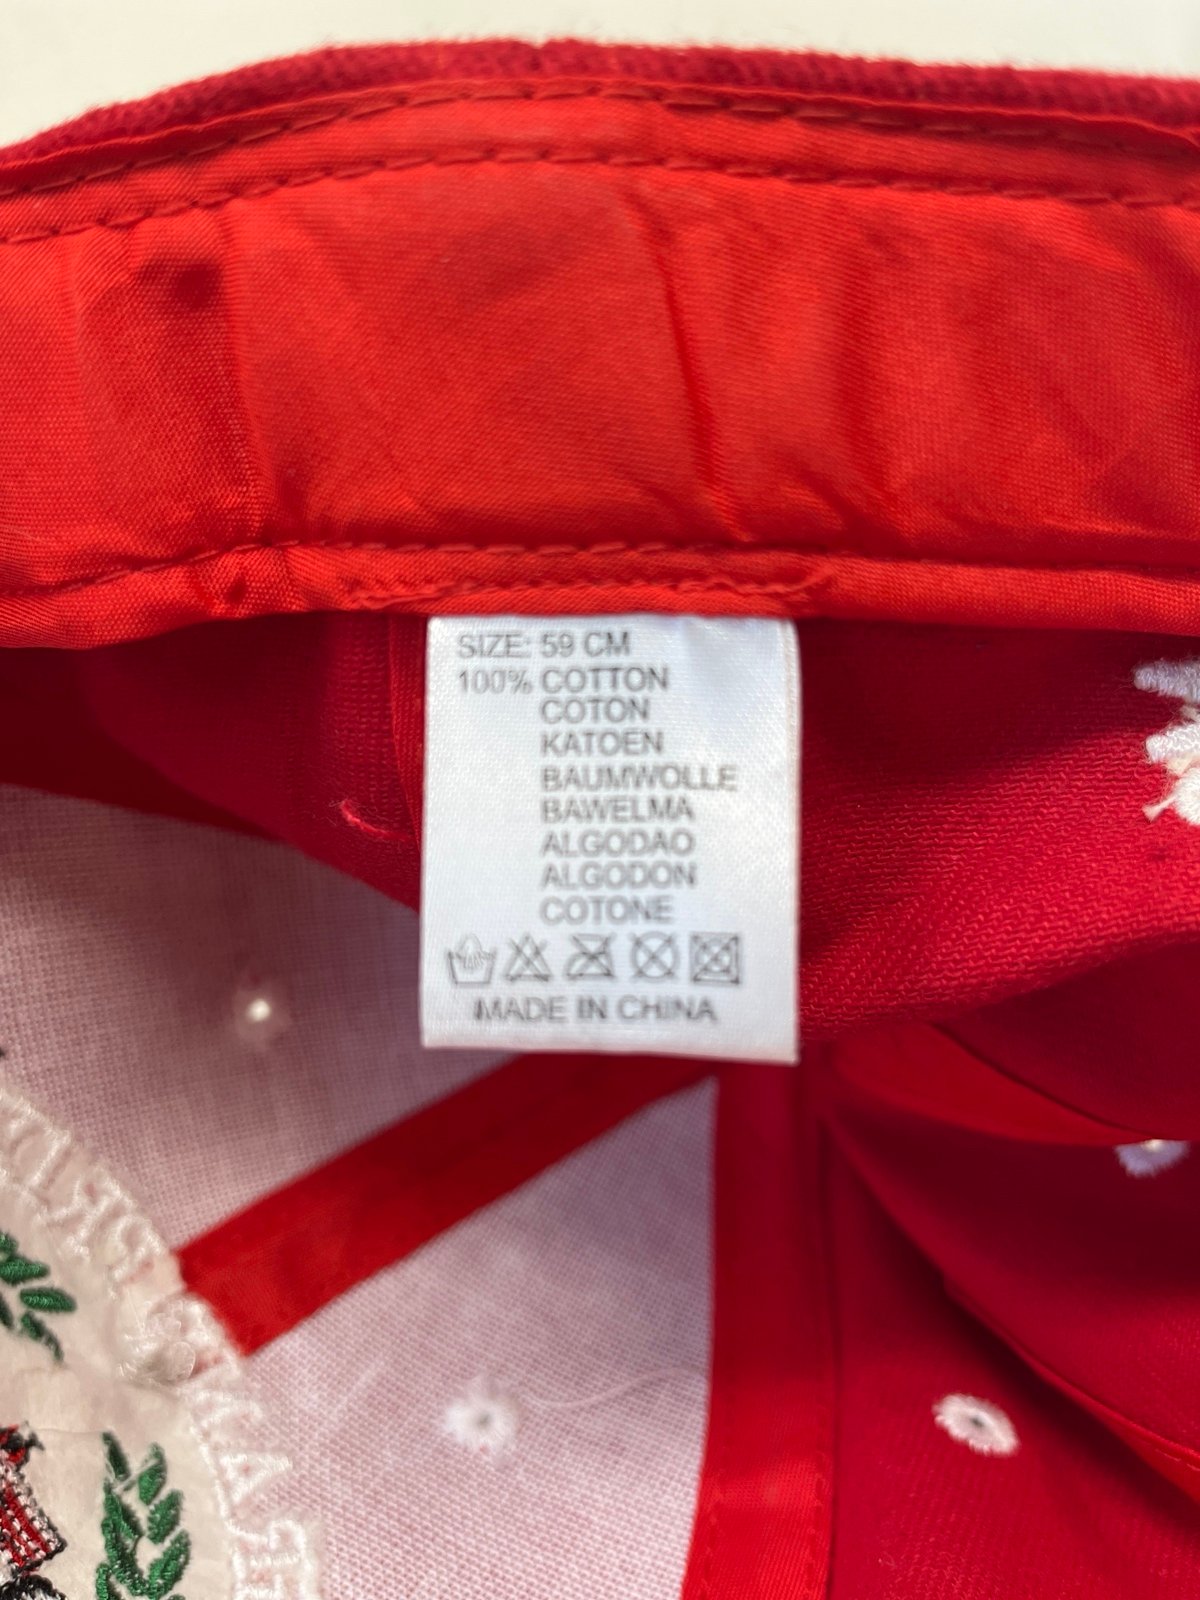 SIZE: 59 CM
100% COTTON
COTON
KATOEN
BAUMWOLLE
BAWELMA
ALGODAO
ALGODON
COTONE
MADE IN CHINA